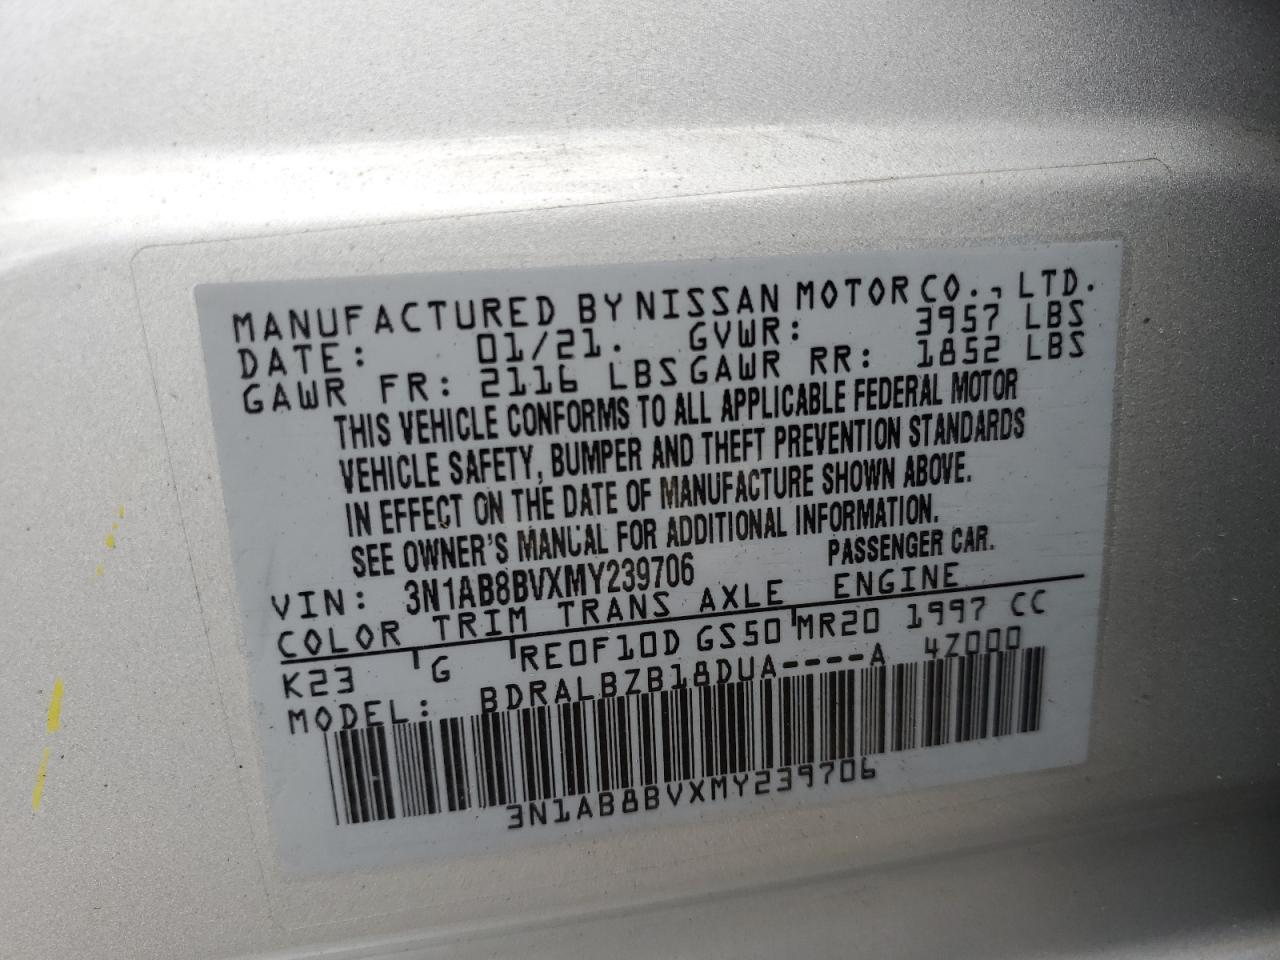 MANUFACTURED BY NISSAN MOTOR CO., LTD.
DATE: 01/21. GVWR: 3957 LBS
GAWR FR: 2116 LBS GAWR RR: 1852 LBS
THIS VEHICLE CONFORMS TO ALL APPLICABLE FEDERAL MOTOR
VEHICLE SAFETY, BUMPER AND THEFT PREVENTION STANDARDS
IN EFFECT ON THE DATE OF MANUFACTURE SHOWN ABOVE.
SEE OWNER'S MANUAL FOR ADDITIONAL INFORMATION.
VIN: 3N1AB8BVXMY239706 PASSENGER CAR.
COLOR TRIM TRANS AXLE ENGINE
K23 G RE0F10D GS50 MR20 1997 CC
MODEL: BDRALBZB18DUA----A 4Z000
3N1AB8BVXMY239706